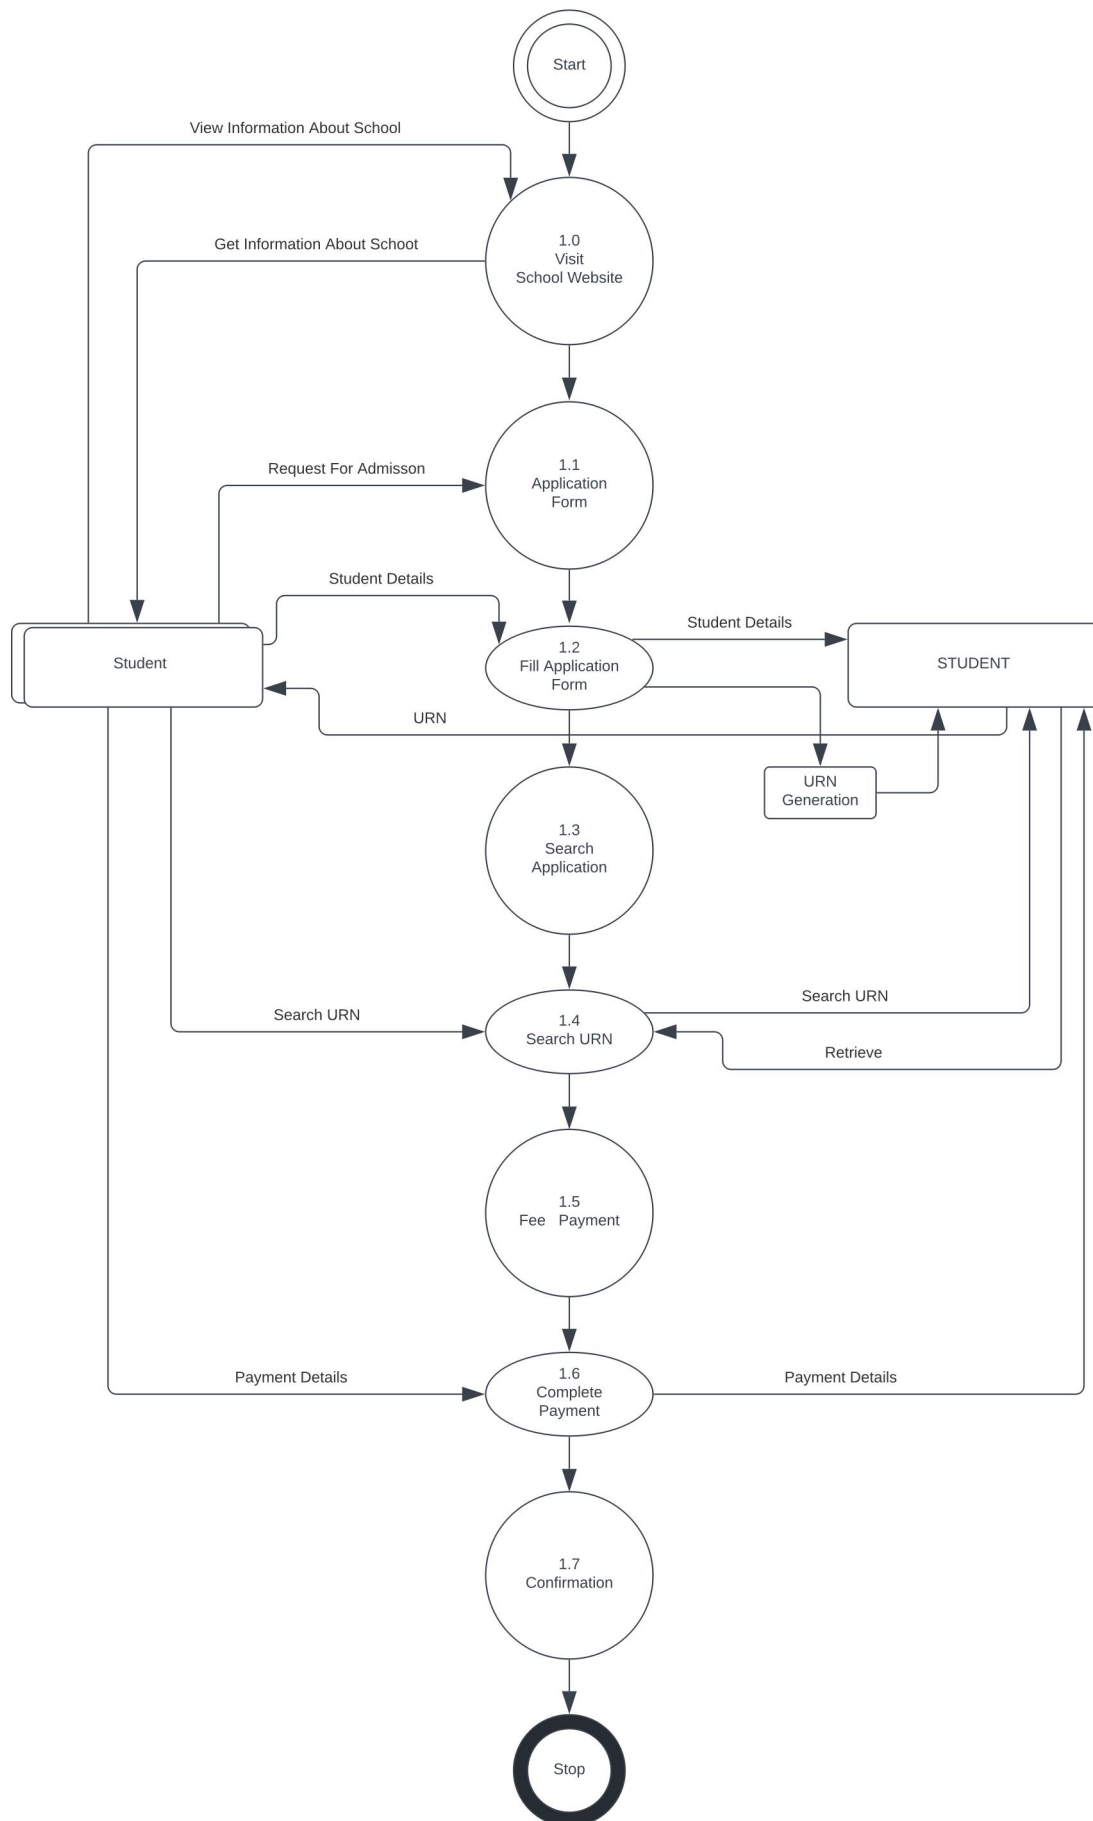 Start
View Information About School
1.0
Visit
School Website
Get Information About Schoot
1.1
Application
Form
Request For Admisson
Student Details
1.2
Fill Application
Form
Student Details
Student
STUDENT
URN
URN
Generation
1.3
Search
Application
Search URN
1.4
Search URN
Search URN
Retrieve
1.5
Fee   Payment
Payment Details
1.6
Complete
Payment
Payment Details
1.7
Confirmation
Stop